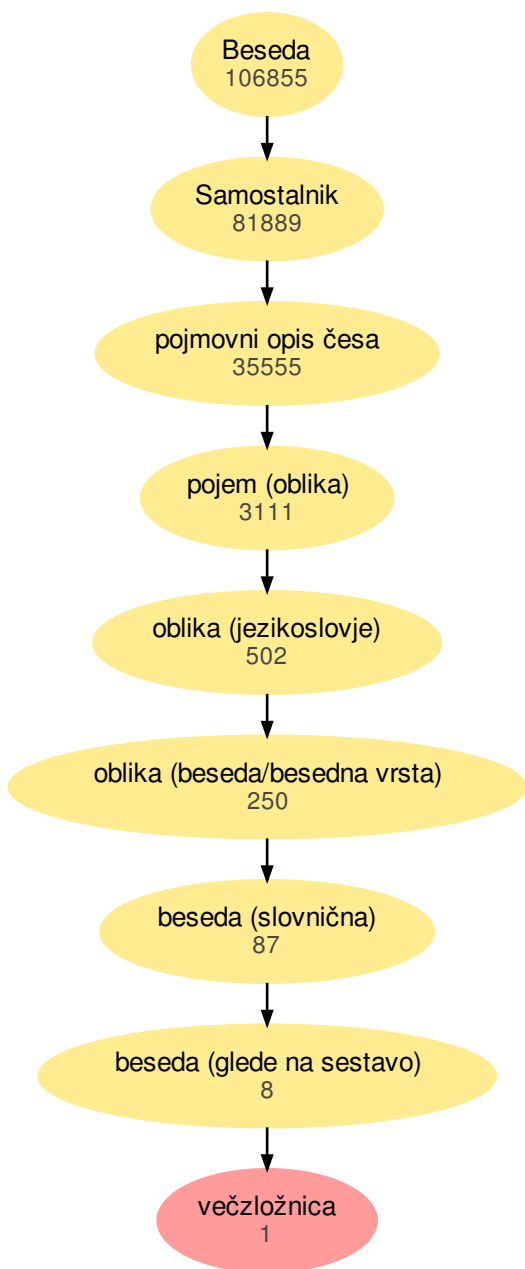 Beseda
106855
Samostalnik
81889
pojmovni opis česa
35555
pojem (oblika)
3111
oblika (jezikoslovje)
502
oblika (beseda/besedna vrsta)
250
beseda (slovnična)
87
beseda (glede na sestavo)
8
večzložnica
1